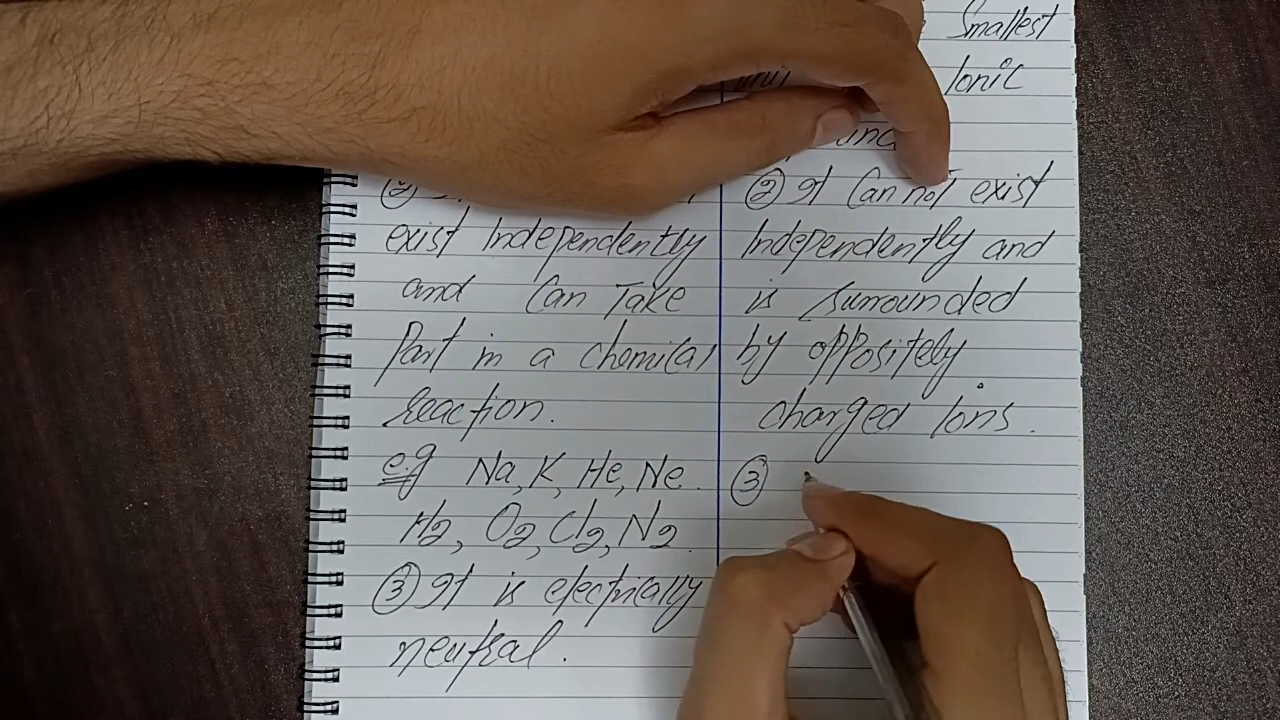 ② exist Independently
and Can Take
Part in a chemical
reaction.
e.g Na, K, He, Ne.
H2, O2, Cl2, N2.
③ It is electrically
neutral.
Smallest
Ionic
② It Can not exist
Independently and
is surrounded
by oppositely
charged Ions.
③